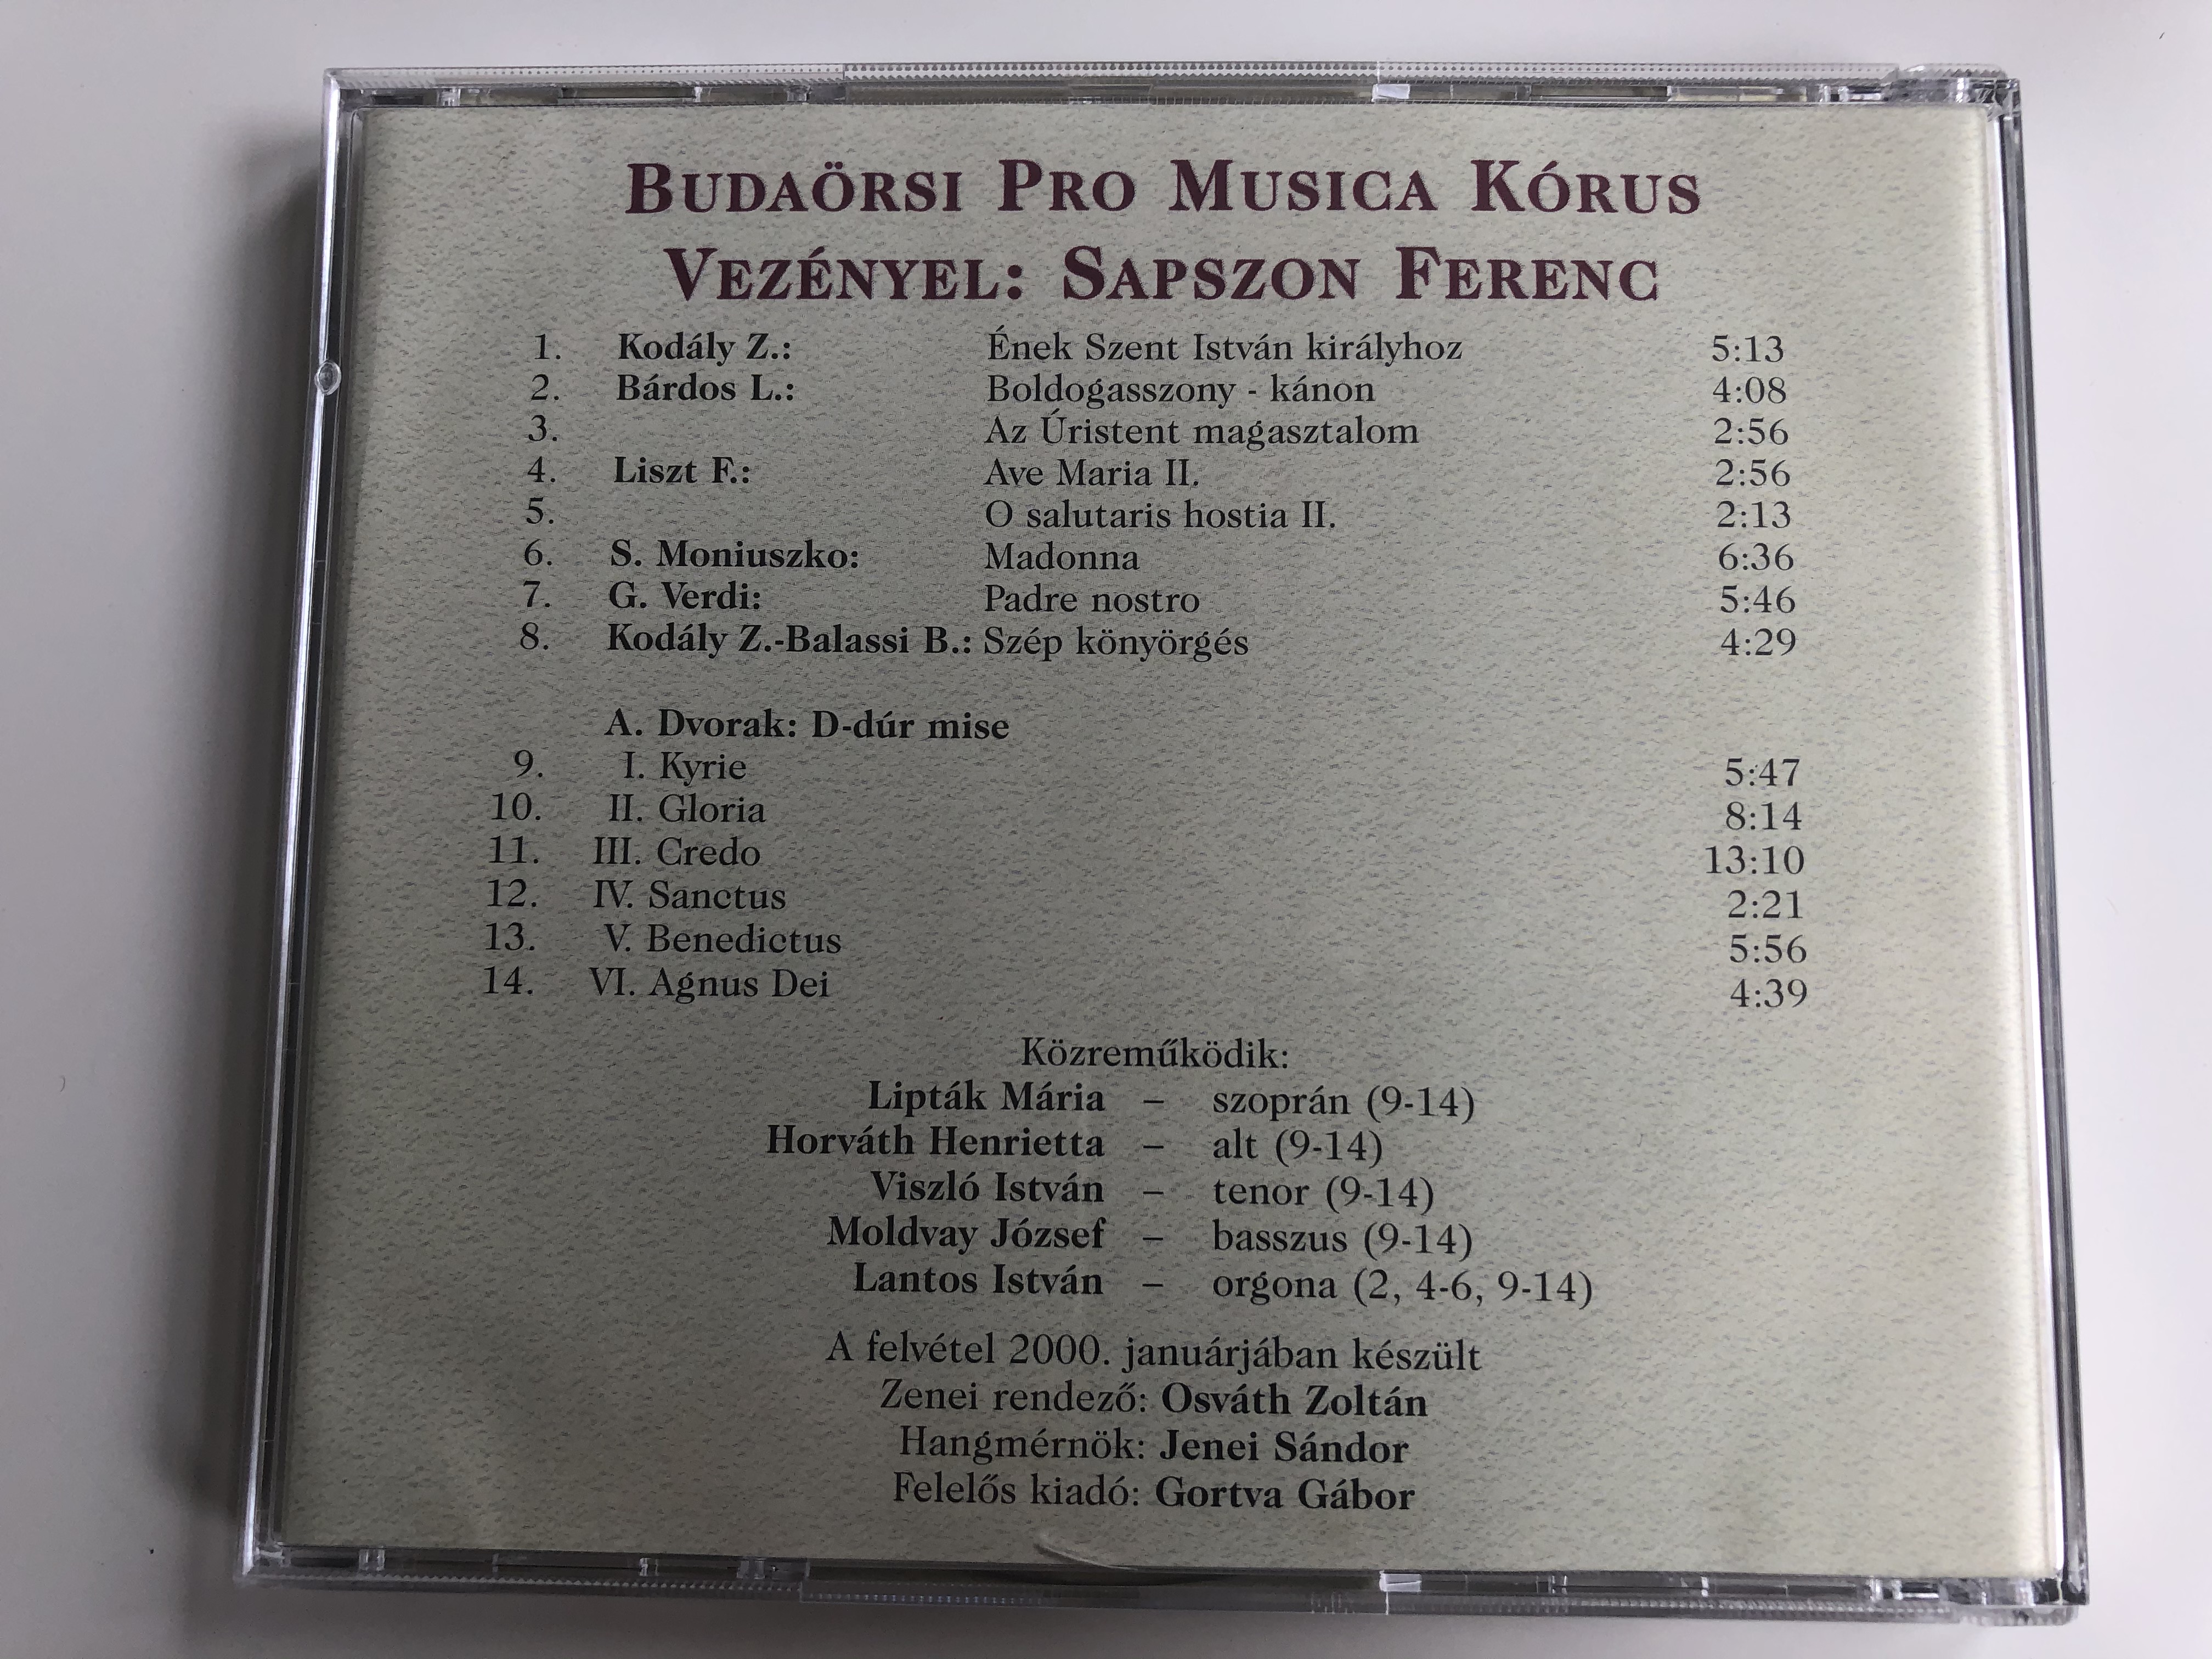 BUDAÖRSI PRO MUSICA KÓRUS
VEZÉNYEL: SAPSZON FERENC
1. Kodály Z.: Ének Szent István királyhoz 5:13
2. Bárdos L.: Boldogasszony - kánon 4:08
3. Az Úristent magasztalom 2:56
4. Liszt F.: Ave Maria II. 2:56
5. O salutaris hostia II. 2:13
6. S. Moniuszko: Madonna 6:36
7. G. Verdi: Padre nostro 5:46
8. Kodály Z.-Balassi B.: Szép könyörgés 4:29
A. Dvorak: D-dúr mise
9. I. Kyrie 5:47
10. II. Gloria 8:14
11. III. Credo 13:10
12. IV. Sanctus 2:21
13. V. Benedictus 5:56
14. VI. Agnus Dei 4:39
Közreműködik:
Lipták Mária – szoprán (9-14)
Horváth Henrietta – alt (9-14)
Viszló István – tenor (9-14)
Moldvay József – basszus (9-14)
Lantos István – orgona (2, 4-6, 9-14)
A felvétel 2000. januárjában készült
Zenei rendező: Osváth Zoltán
Hangmérnök: Jenei Sándor
Felelős kiadó: Gortva Gábor